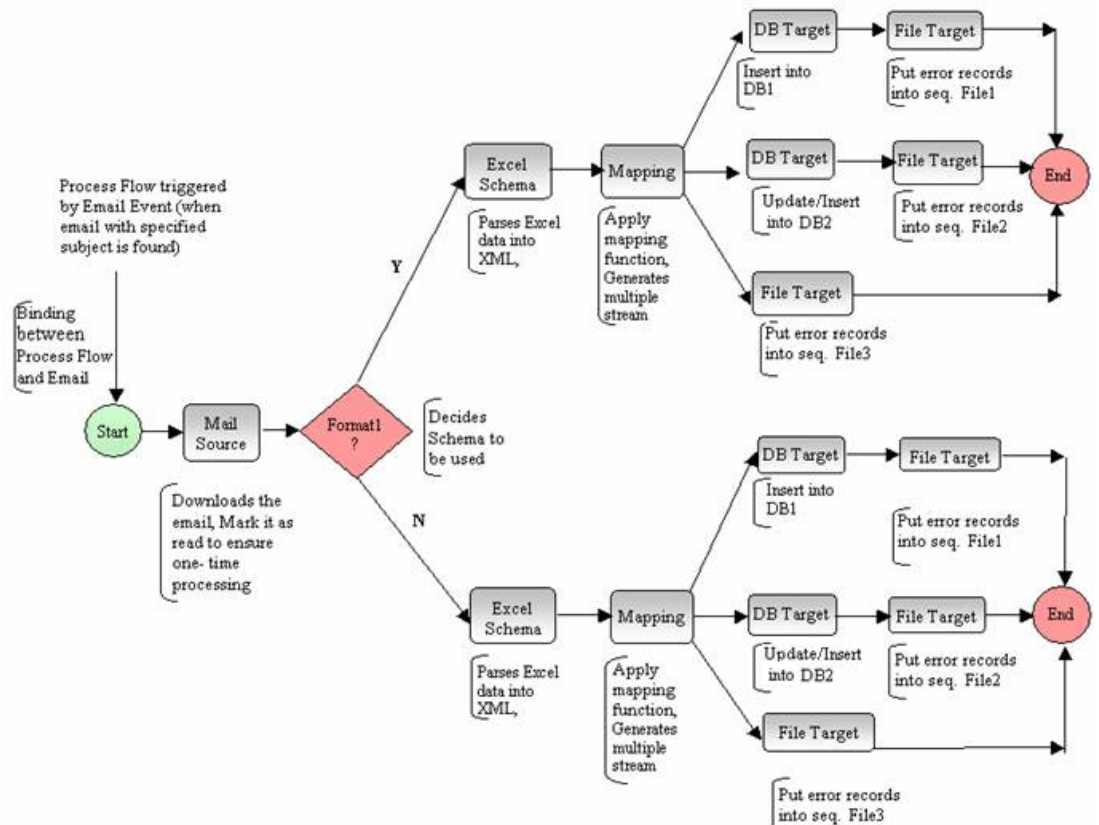 DB Target
File Target
Insert into
DB1
Put error records
into seq. File1
Excel
Schema
Mapping
DB Target
File Target
End
Process Flow triggered
by Email Event (when
email with specified
subject is found)
Parses Excel
data into
XML,
Apply
mapping
function,
Generates
multiple
stream
Update/Insert
into DB2
Put error records
into seq. File2
Y
File Target
Put error records
into seq. File3
Binding
between
Process Flow
and Email
Start
Mail
Source
Format1
?
Decides
Schema to
be used
Downloads the
email, Mark it as
read to ensure
one- time
processing
N
DB Target
File Target
Insert into
DB1
Put error records
into seq. File1
Excel
Schema
Mapping
DB Target
File Target
End
Parses Excel
data into
XML,
Apply
mapping
function,
Generates
multiple
stream
Update/Insert
into DB2
Put error records
into seq. File2
File Target
Put error records
into seq. File3